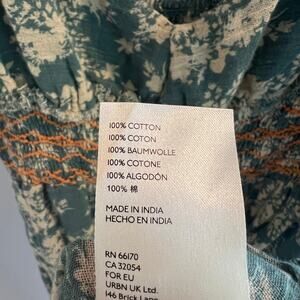 100% COTTON
100% COTON
100% BAUMWOLLE
100% COTONE
100% ALGODÓN
100% 棉
MADE IN INDIA
HECHO EN INDIA
RN 66170
CA 32054
FOR EU
URBN UK Ltd.
146 Brick Lane